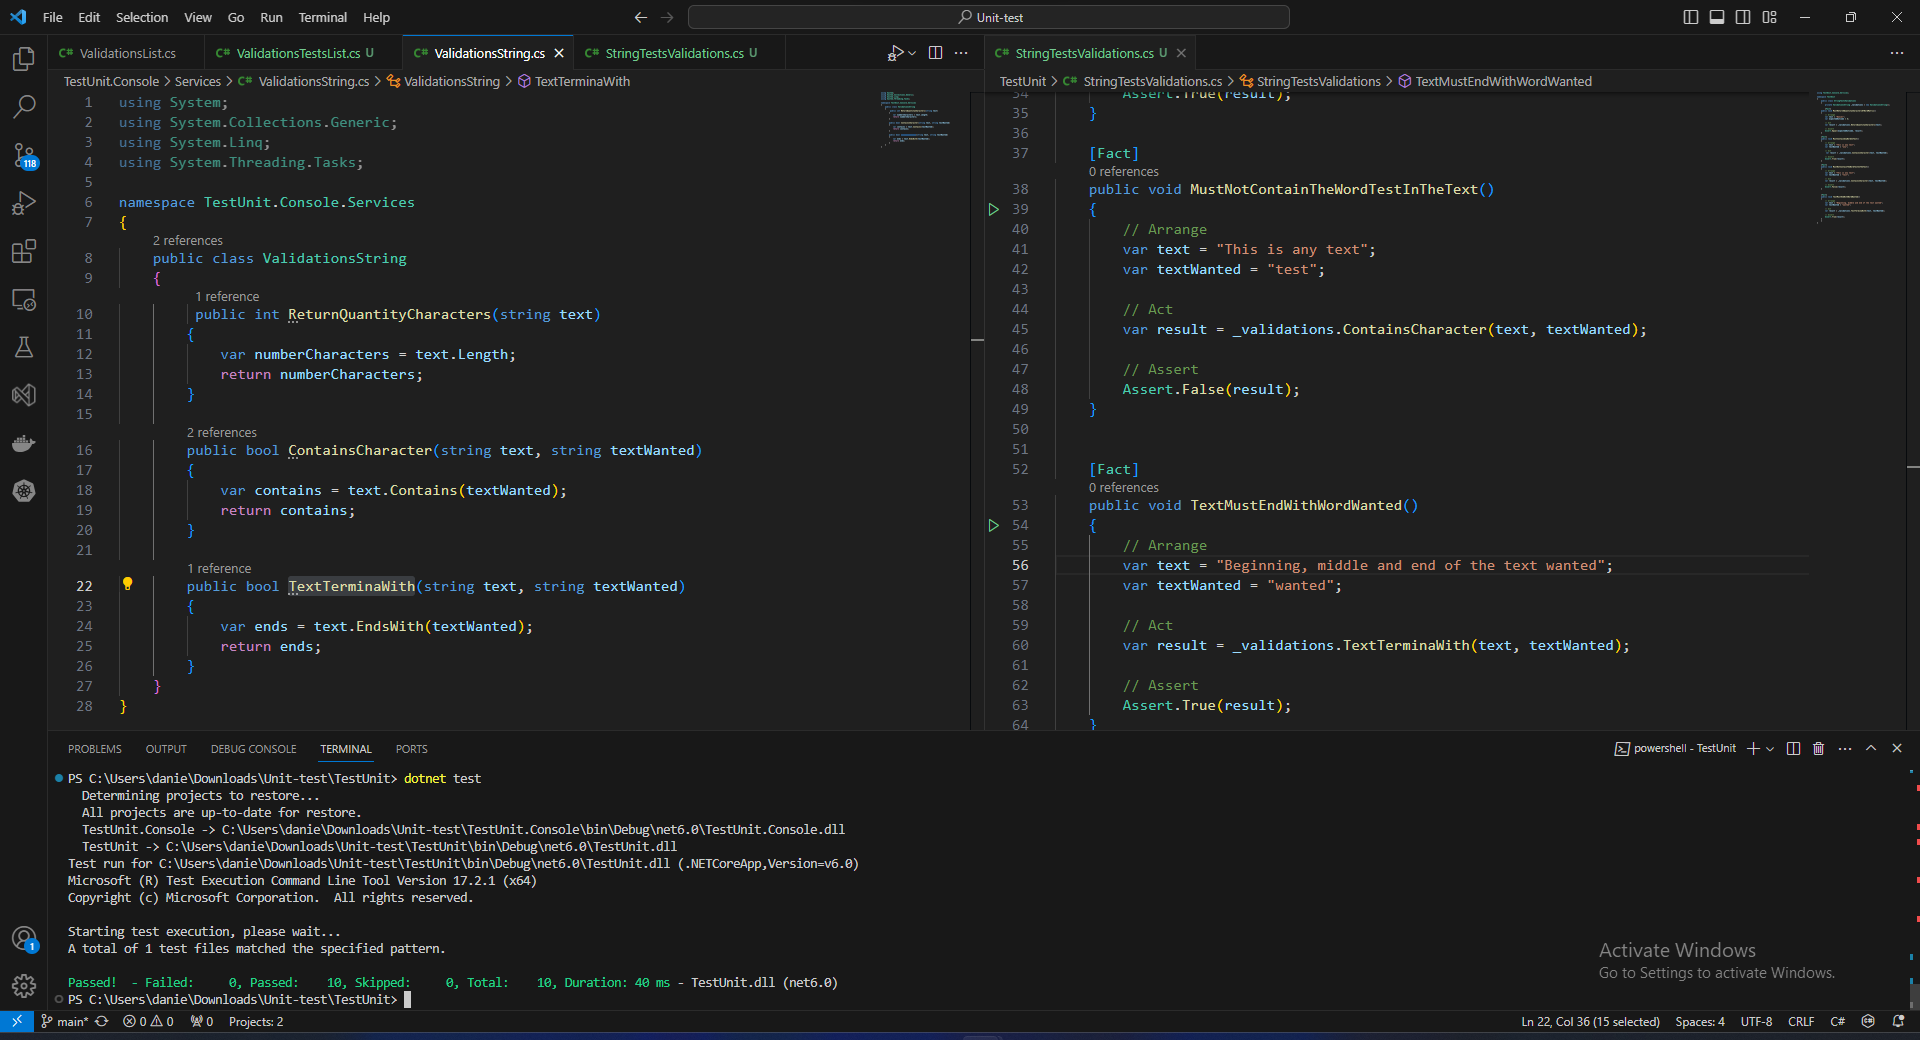 File Edit Selection View Go Run Terminal Help
Unit-test
C# ValidationsList.cs
C# ValidationsTestsList.cs U
C# ValidationsString.cs
C# StringTestsValidations.cs U
TestUnit.Console > Services > C# ValidationsString.cs > ValidationsString > TextTerminaWith
1 using System;
2 using System.Collections.Generic;
3 using System.Linq;
4 using System.Threading.Tasks;
5
6 namespace TestUnit.Console.Services
7 {
2 references
8 public class ValidationsString
9 {
1 reference
10 public int ReturnQuantityCharacters(string text)
11 {
12 var numberCharacters = text.Length;
13 return numberCharacters;
14 }
15
2 references
16 public bool ContainsCharacter(string text, string textWanted)
17 {
18 var contains = text.Contains(textWanted);
19 return contains;
20 }
21
1 reference
22 public bool TextTerminaWith(string text, string textWanted)
23 {
24 var ends = text.EndsWith(textWanted);
25 return ends;
26 }
27 }
28 }
C# StringTestsValidations.cs U
TestUnit > C# StringTestsValidations.cs > StringTestsValidations > TextMustEndWithWordWanted
34 Assert.True(result);
35 }
36
37 [Fact]
0 references
38 public void MustNotContainTheWordTestInTheText()
39 {
40 // Arrange
41 var text = "This is any text";
42 var textWanted = "test";
43
44 // Act
45 var result = _validations.ContainsCharacter(text, textWanted);
46
47 // Assert
48 Assert.False(result);
49 }
50
51
52 [Fact]
0 references
53 public void TextMustEndWithWordWanted()
54 {
55 // Arrange
56 var text = "Beginning, middle and end of the text wanted";
57 var textWanted = "wanted";
58
59 // Act
60 var result = _validations.TextTerminaWith(text, textWanted);
61
62 // Assert
63 Assert.True(result);
64 }
118
1
PROBLEMS OUTPUT DEBUG CONSOLE TERMINAL PORTS
powershell - TestUnit
PS C:\Users\danie\Downloads\Unit-test\TestUnit> dotnet test
Determining projects to restore...
All projects are up-to-date for restore.
TestUnit.Console -> C:\Users\danie\Downloads\Unit-test\TestUnit.Console\bin\Debug\net6.0\TestUnit.Console.dll
TestUnit -> C:\Users\danie\Downloads\Unit-test\TestUnit\bin\Debug\net6.0\TestUnit.dll
Test run for C:\Users\danie\Downloads\Unit-test\TestUnit\bin\Debug\net6.0\TestUnit.dll (.NETCoreApp,Version=v6.0)
Microsoft (R) Test Execution Command Line Tool Version 17.2.1 (x64)
Copyright (c) Microsoft Corporation.  All rights reserved.
Starting test execution, please wait...
A total of 1 test files matched the specified pattern.
Passed!  - Failed:     0, Passed:    10, Skipped:     0, Total:    10, Duration: 40 ms - TestUnit.dll (net6.0)
PS C:\Users\danie\Downloads\Unit-test\TestUnit>
Activate Windows
Go to Settings to activate Windows.
main* 0 0 0 Projects: 2
Ln 22, Col 36 (15 selected) Spaces: 4 UTF-8 CRLF C#